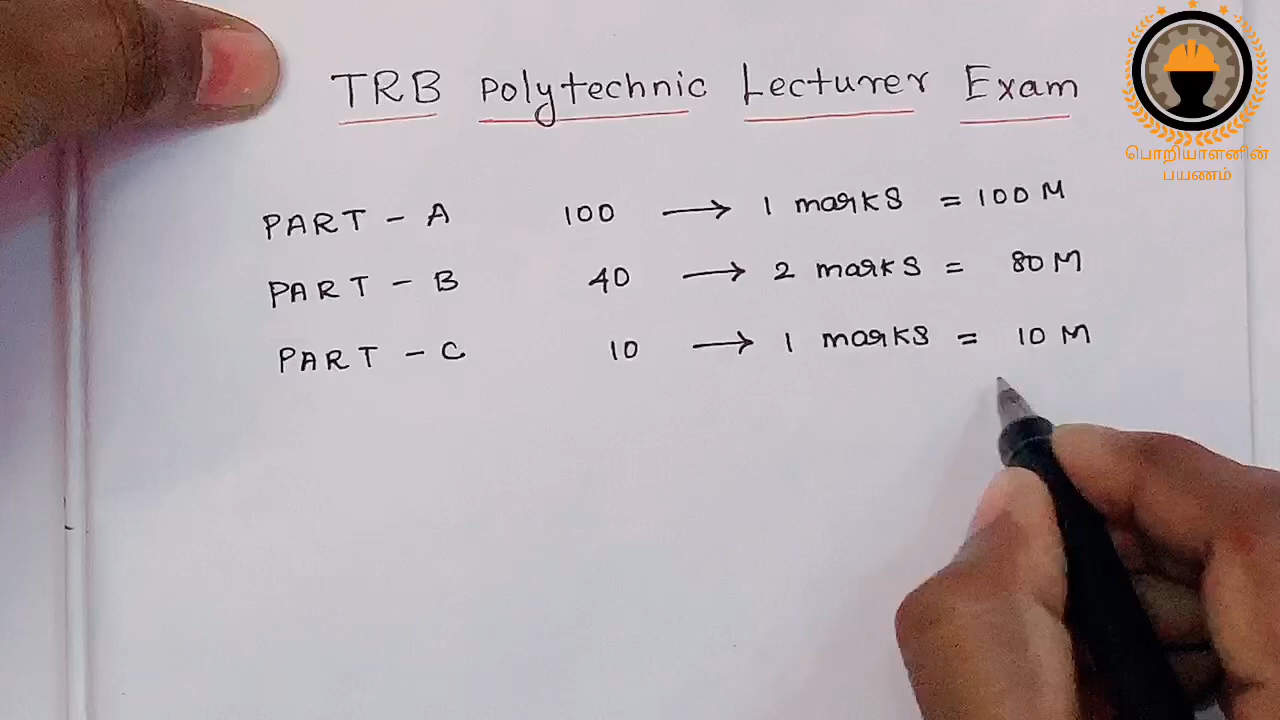 TRB Polytechnic Lecturer Exam
பொறியாளனின்
பயணம்
PART - A 100 → 1 marks = 100 M
PART - B 40 → 2 marks = 80 M
PART - C 10 → 1 marks = 10 M